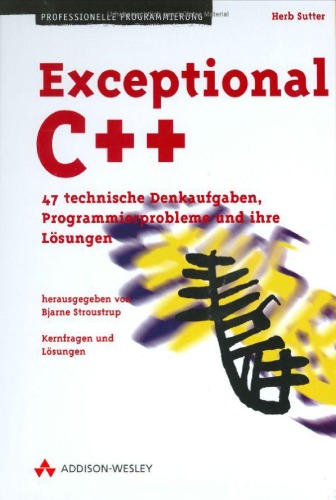 PROFESSIONELLE PROGRAMMIERUNG
Herb Sutter
Exceptional
C++
47 technische Denkaufgaben,
Programmierprobleme und ihre
Lösungen
herausgegeben von
Bjarne Stroustrup
Kernfragen und
Lösungen
ADDISON-WESLEY